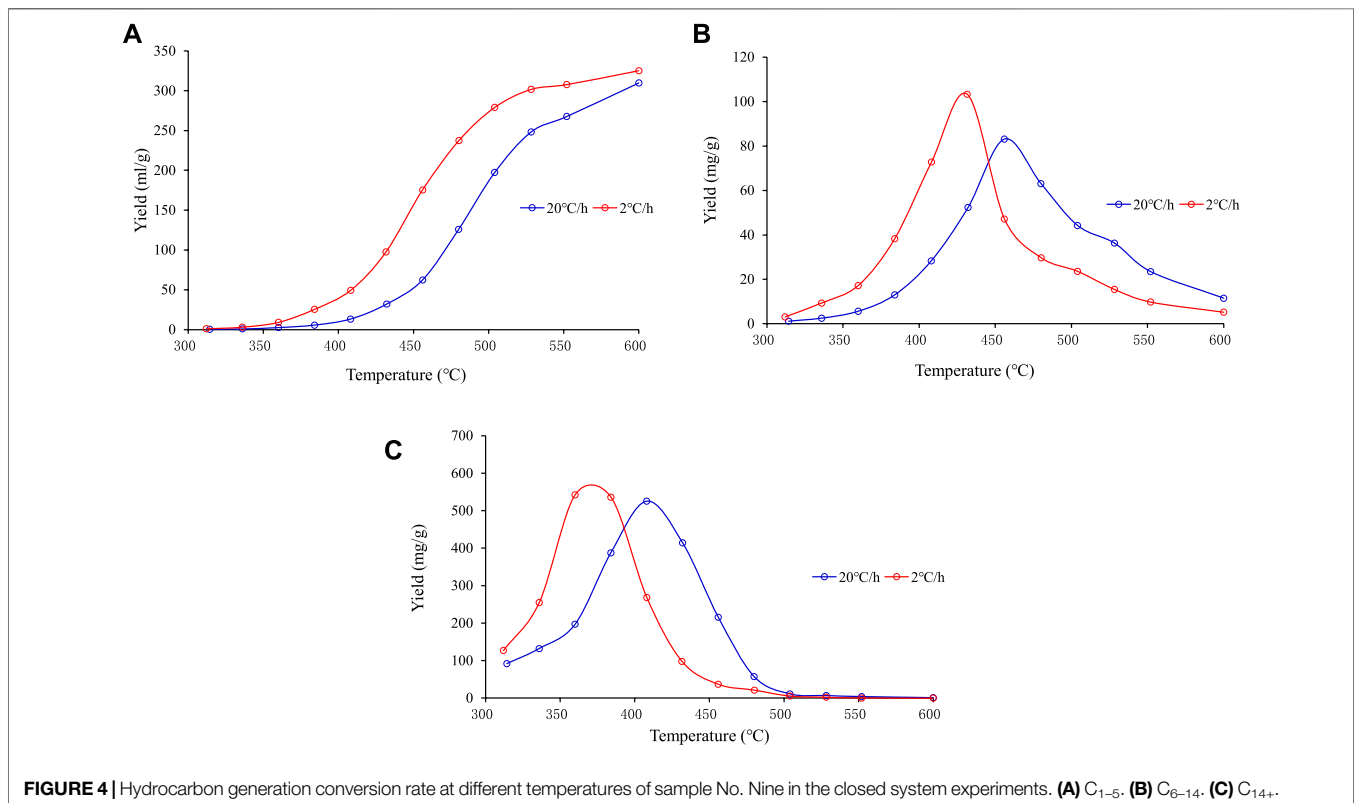 A
350
300
250
200
150
100
50
0
Yield (ml/g)
20°C/h 2°C/h
300 350 400 450 500 550 600
Temperature (°C)
B
120
100
80
60
40
20
0
Yield (mg/g)
20°C/h 2°C/h
300 350 400 450 500 550 600
Temperature (°C)
C
700
600
500
400
300
200
100
0
Yield (mg/g)
20°C/h 2°C/h
300 350 400 450 500 550 600
Temperature (°C)
FIGURE 4 | Hydrocarbon generation conversion rate at different temperatures of sample No. Nine in the closed system experiments. (A) C1–5. (B) C6–14. (C) C14+.